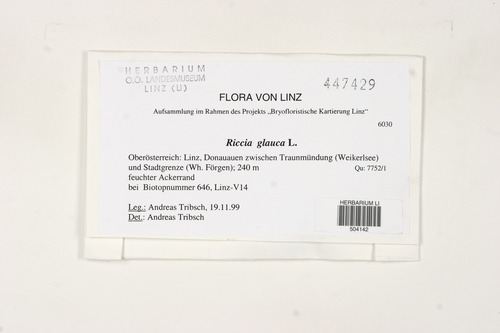 HERBARIUM
O.O. LANDESMUSEUM
LINZ (LI)
447429
FLORA VON LINZ
Aufsammlung im Rahmen des Projekts „Bryofloristische Kartierung Linz“
6030
Riccia glauca L.
Oberösterreich: Linz, Donauauen zwischen Traunmündung (Weikerlsee)
und Stadtgrenze (Wh. Förgen); 240 m
Qu: 7752/1
feuchter Ackerrand
bei Biotopnummer 646, Linz-V14
Leg.: Andreas Tribsch, 19.11.99
Det.: Andreas Tribsch
HERBARIUM LI
504142